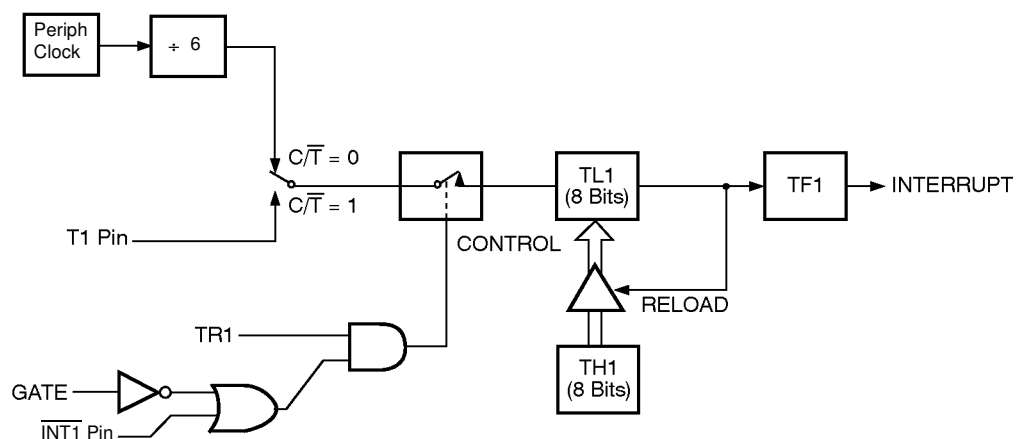 Periph
Clock
÷ 6
C/T̅ = 0
C/T̅ = 1
T1 Pin
CONTROL
TL1
(8 Bits)
TF1
INTERRUPT
RELOAD
TH1
(8 Bits)
TR1
GATE
I̅N̅T̅1̅ Pin